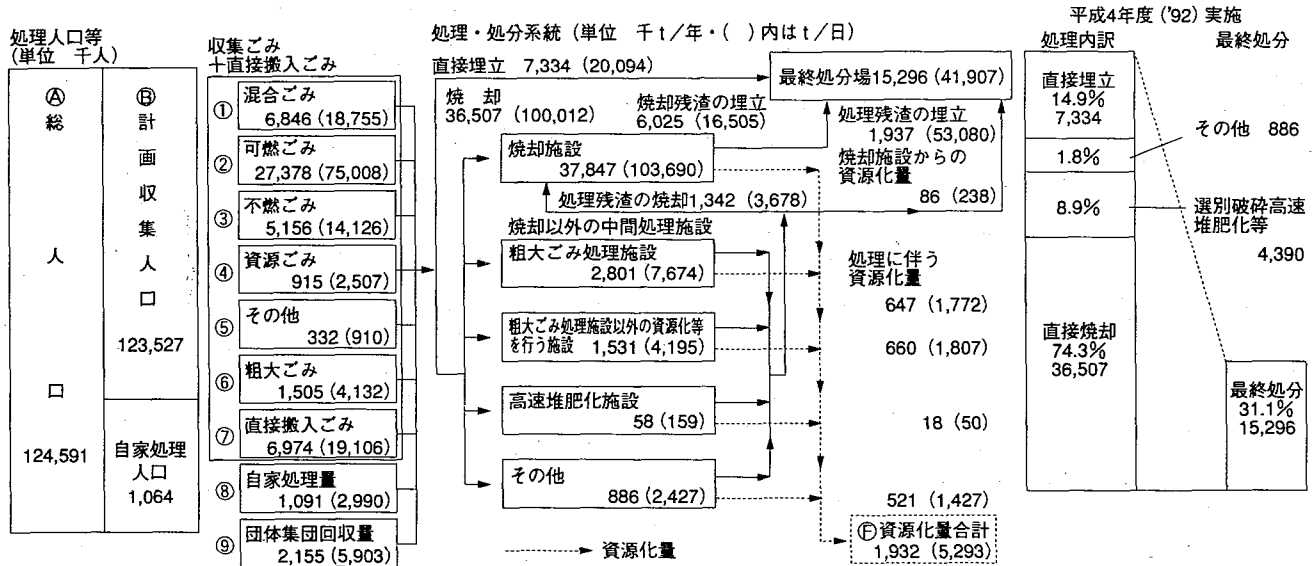 処理人口等
(単位 千人)
Ⓐ
総
人
口
124,591
Ⓑ
計
画
収
集
人
口
123,527
自家処理
人口
1,064
収集ごみ
+直接搬入ごみ
① 混合ごみ
6,846 (18,755)
② 可燃ごみ
27,378 (75,008)
③ 不燃ごみ
5,156 (14,126)
④ 資源ごみ
915 (2,507)
⑤ その他
332 (910)
⑥ 粗大ごみ
1,505 (4,132)
⑦ 直接搬入ごみ
6,974 (19,106)
⑧ 自家処理量
1,091 (2,990)
⑨ 団体集団回収量
2,155 (5,903)
処理・処分系統 (単位 千t/年・( )内はt/日)
直接埋立 7,334 (20,094)
最終処分場15,296 (41,907)
焼 却
36,507 (100,012)
焼却残渣の埋立
6,025 (16,505)
処理残渣の埋立
1,937 (53,080)
焼却施設
37,847 (103,690)
焼却施設からの
資源化量
86 (238)
処理残渣の焼却1,342 (3,678)
焼却以外の中間処理施設
粗大ごみ処理施設
2,801 (7,674)
処理に伴う
資源化量
647 (1,772)
粗大ごみ処理施設以外の資源化等
を行う施設 1,531 (4,195)
660 (1,807)
高速堆肥化施設
58 (159)
18 (50)
その他
886 (2,427)
521 (1,427)
資源化量
Ⓕ資源化量合計
1,932 (5,293)
平成4年度 ('92) 実施
処理内訳
最終処分
直接埋立
14.9%
7,334
その他 886
1.8%
8.9%
選別破砕高速
堆肥化等
4,390
直接焼却
74.3%
36,507
最終処分
31.1%
15,296